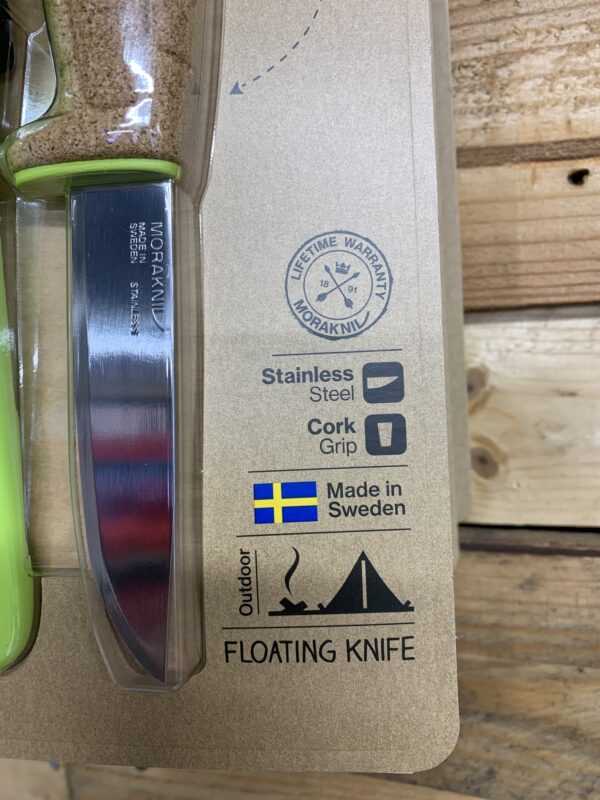 MORAKNIV
MADE IN
SWEDEN
STAINLESS
LIFETIME WARRANTY
18 91
MORAKNIV
Stainless
Steel
Cork
Grip
Made in
Sweden
Outdoor
FLOATING KNIFE